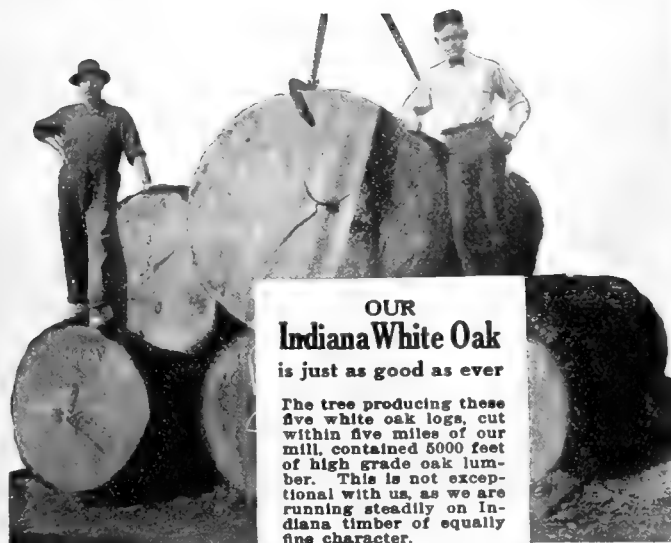 OUR
Indiana White Oak
is just as good as ever
The tree producing these
five white oak logs, cut
within five miles of our
mill, contained 5000 feet
of high grade oak lum-
ber. This is not excep-
tional with us, as we are
running steadily on In-
diana timber of equally
fine character.